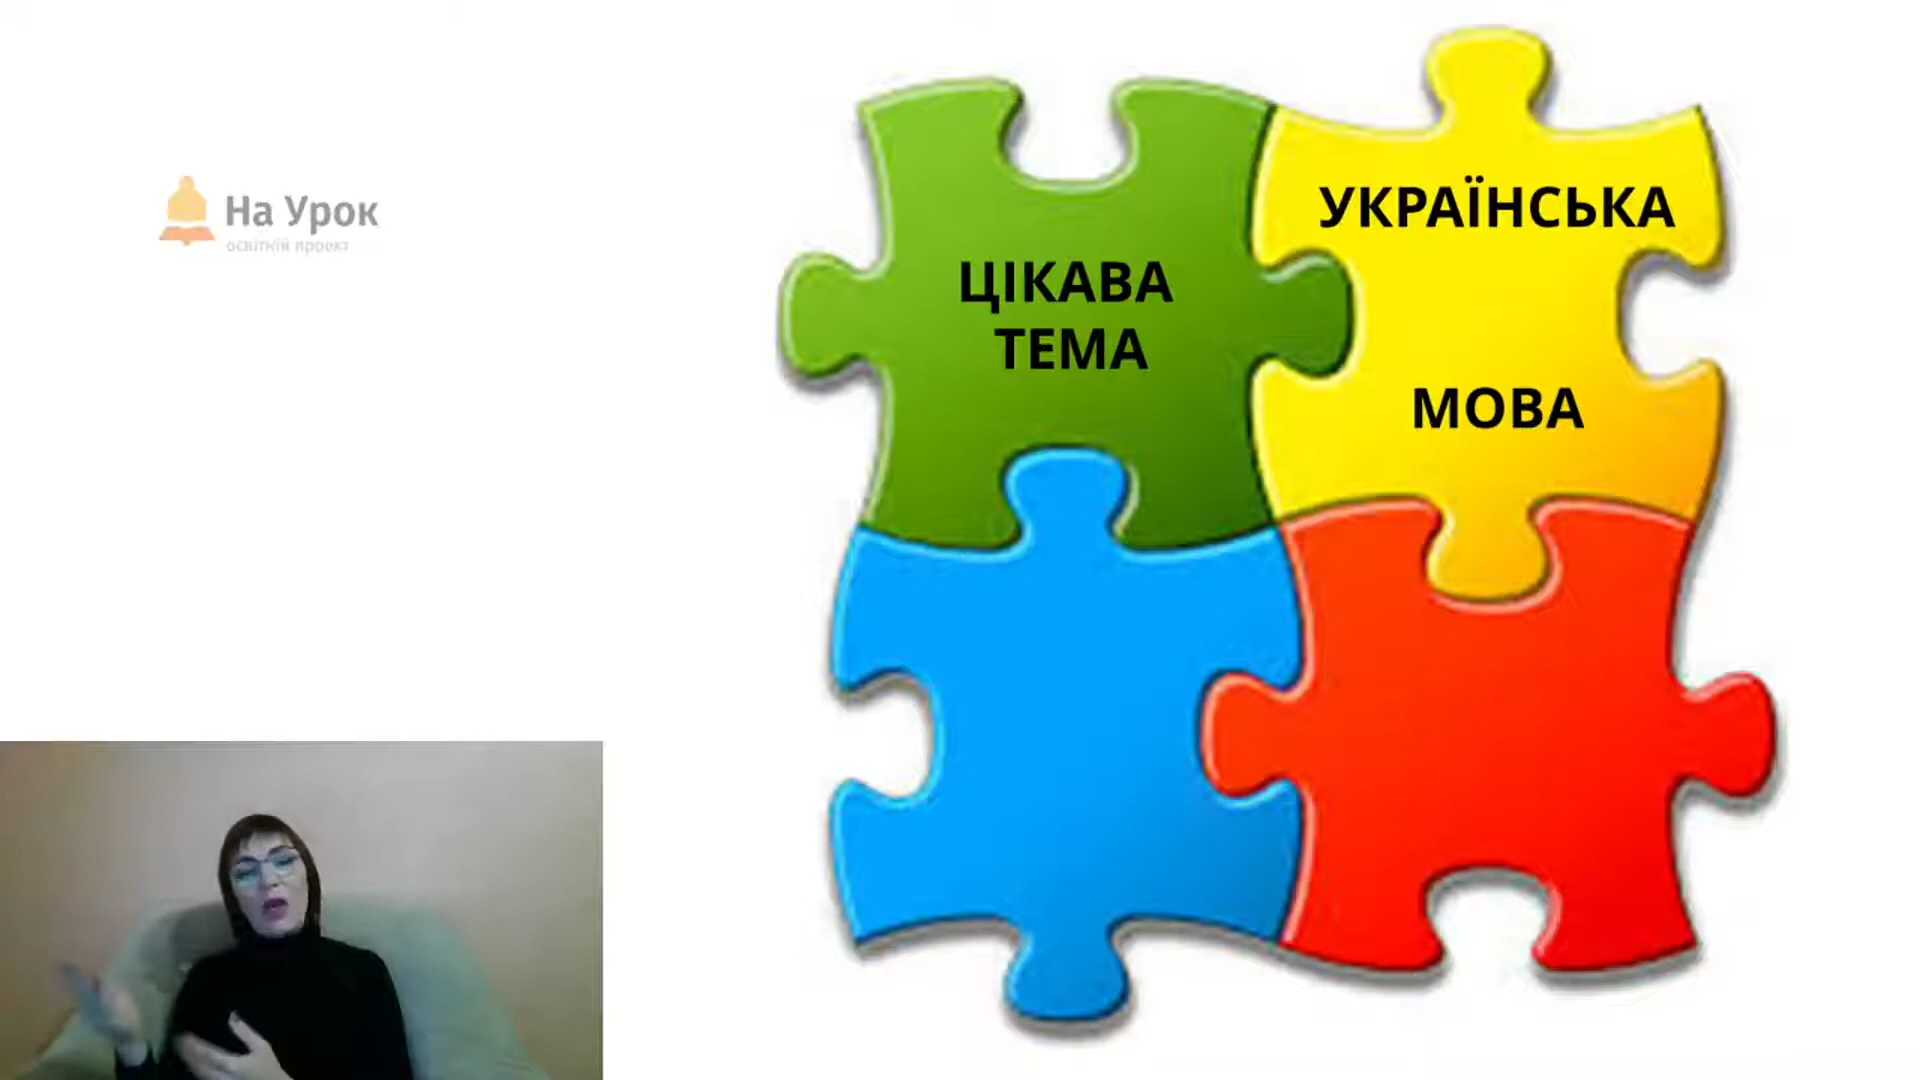 На Урок
освітній проект
ЦІКАВА
ТЕМА
УКРАЇНСЬКА
МОВА